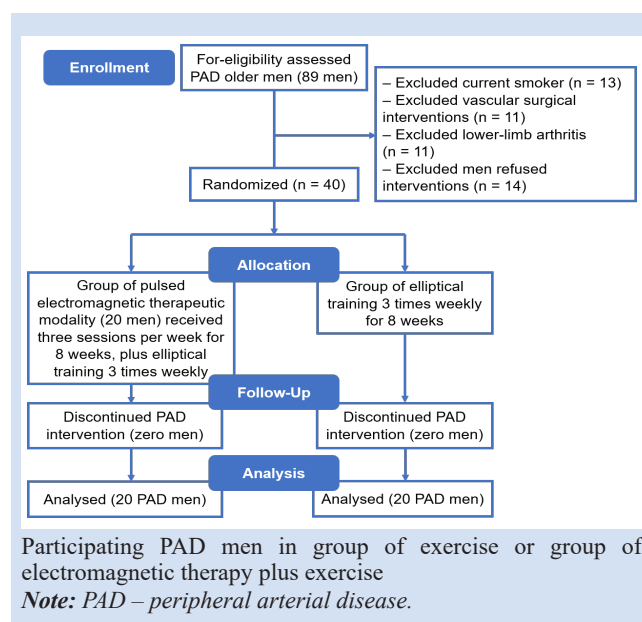 Enrollment
For-eligibility assessed
PAD older men (89 men)
– Excluded current smoker (n = 13)
– Excluded vascular surgical
interventions (n = 11)
– Excluded lower-limb arthritis
(n = 11)
– Excluded men refused
interventions (n = 14)
Randomized (n = 40)
Allocation
Group of pulsed
electromagnetic therapeutic
modality (20 men) received
three sessions per week for
8 weeks, plus elliptical
training 3 times weekly
Group of elliptical
training 3 times weekly
for 8 weeks
Follow-Up
Discontinued PAD
intervention (zero men)
Discontinued PAD
intervention (zero men)
Analysis
Analysed (20 PAD men)
Analysed (20 PAD men)
Participating PAD men in group of exercise or group of
electromagnetic therapy plus exercise
Note: PAD – peripheral arterial disease.